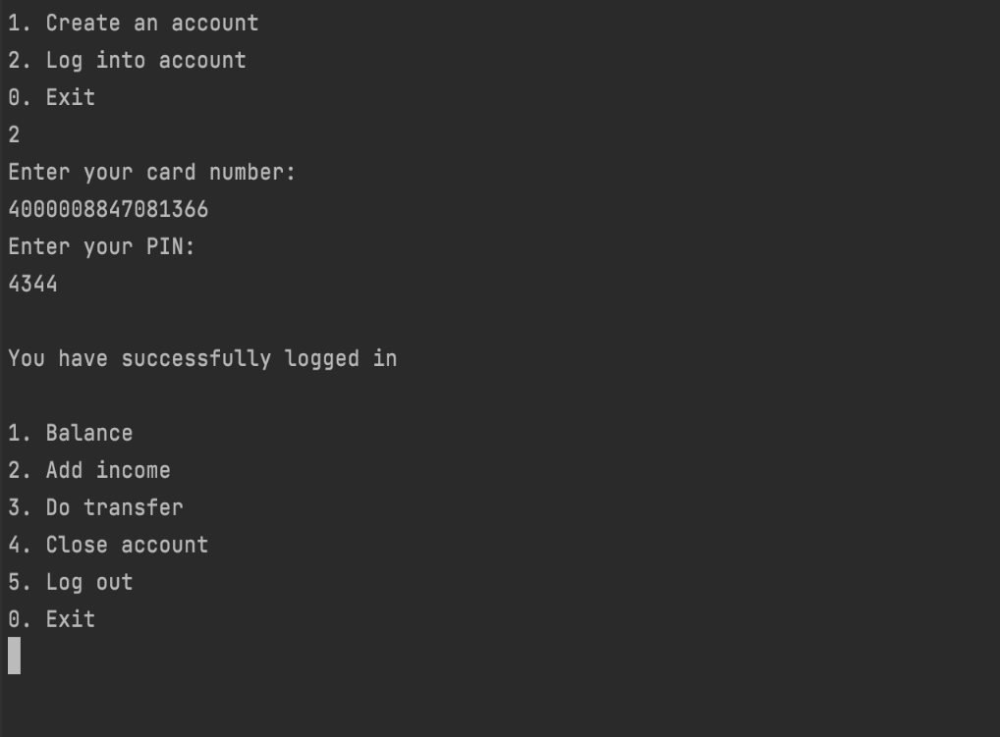 1. Create an account
2. Log into account
0. Exit
2
Enter your card number:
4000008847081366
Enter your PIN:
4344
You have successfully logged in
1. Balance
2. Add income
3. Do transfer
4. Close account
5. Log out
0. Exit